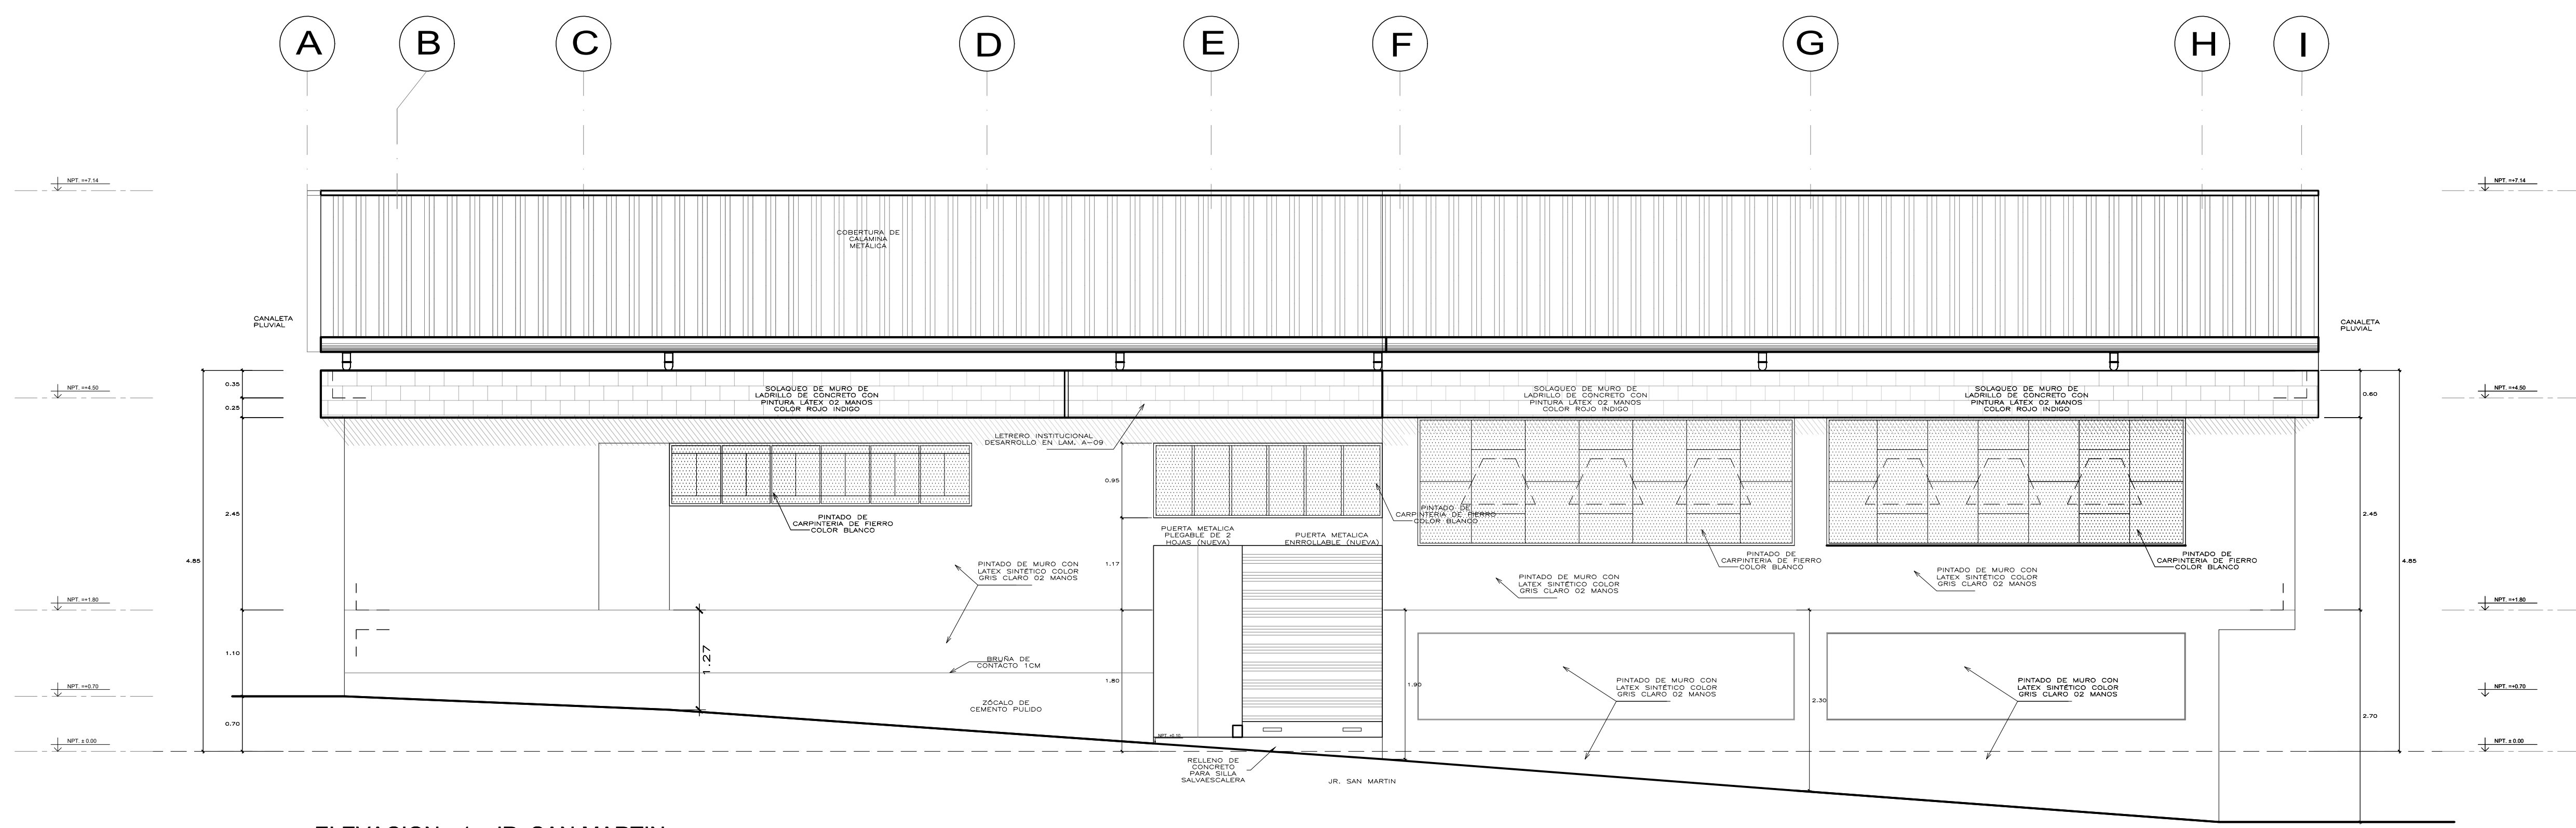 A
B
C
D
E
F
G
H
I
NPT. =+7.14
NPT. =+7.14
COBERTURA DE
CALAMINA
METÁLICA
CANALETA
PLUVIAL
CANALETA
PLUVIAL
NPT. =+4.50
NPT. =+4.50
0.35
0.25
0.60
SOLAQUEO DE MURO DE
LADRILLO DE CONCRETO CON
PINTURA LÁTEX 02 MANOS
COLOR ROJO INDIGO
SOLAQUEO DE MURO DE
LADRILLO DE CONCRETO CON
PINTURA LÁTEX 02 MANOS
COLOR ROJO INDIGO
SOLAQUEO DE MURO DE
LADRILLO DE CONCRETO CON
PINTURA LÁTEX 02 MANOS
COLOR ROJO INDIGO
LETRERO INSTITUCIONAL
DESARROLLO EN LAM. A-09
0.95
2.45
2.45
PINTADO DE
CARPINTERIA DE FIERRO
COLOR BLANCO
PINTADO DE
CARPINTERIA DE FIERRO
COLOR BLANCO
PUERTA METALICA
PLEGABLE DE 2
HOJAS (NUEVA)
PUERTA METALICA
ENRROLLABLE (NUEVA)
PINTADO DE
CARPINTERIA DE FIERRO
COLOR BLANCO
PINTADO DE
CARPINTERIA DE FIERRO
COLOR BLANCO
4.85
1.17
4.85
PINTADO DE MURO CON
LATEX SINTÉTICO COLOR
GRIS CLARO 02 MANOS
PINTADO DE MURO CON
LATEX SINTÉTICO COLOR
GRIS CLARO 02 MANOS
PINTADO DE MURO CON
LATEX SINTÉTICO COLOR
GRIS CLARO 02 MANOS
NPT. =+1.80
NPT. =+1.80
1.10
1.27
BRUÑA DE
CONTACTO 1CM
1.80
1.90
PINTADO DE MURO CON
LATEX SINTÉTICO COLOR
GRIS CLARO 02 MANOS
PINTADO DE MURO CON
LATEX SINTÉTICO COLOR
GRIS CLARO 02 MANOS
NPT. =+0.70
NPT. =+0.70
ZÓCALO DE
CEMENTO PULIDO
2.30
0.70
2.70
NPT. +0.10
NPT. ± 0.00
NPT. ± 0.00
RELLENO DE
CONCRETO
PARA SILLA
SALVAESCALERA
JR. SAN MARTIN